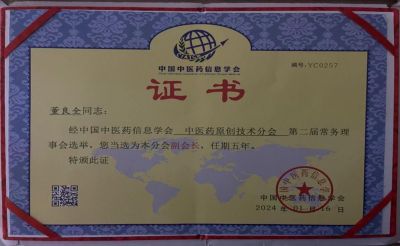 中国中医药信息学会
编号:YC0257
证书
董良全同志:
经中国中医药信息学会 中医药原创技术分会 第二届常务理
事会选举,您当选为本分会副会长,任期五年。
特颁此证
中国中医药信息学会
2024年01月16日